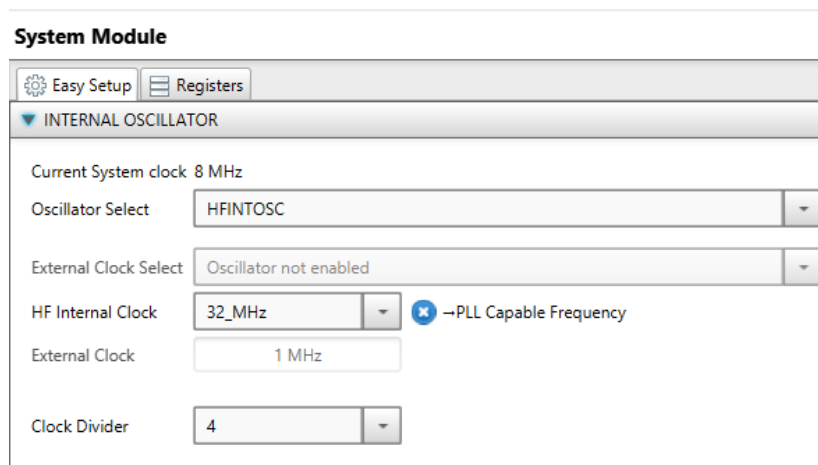 System Module
Easy Setup Registers
INTERNAL OSCILLATOR
Current System clock 8 MHz
Oscillator Select HFINTOSC
External Clock Select Oscillator not enabled
HF Internal Clock 32_MHz →PLL Capable Frequency
External Clock 1 MHz
Clock Divider 4